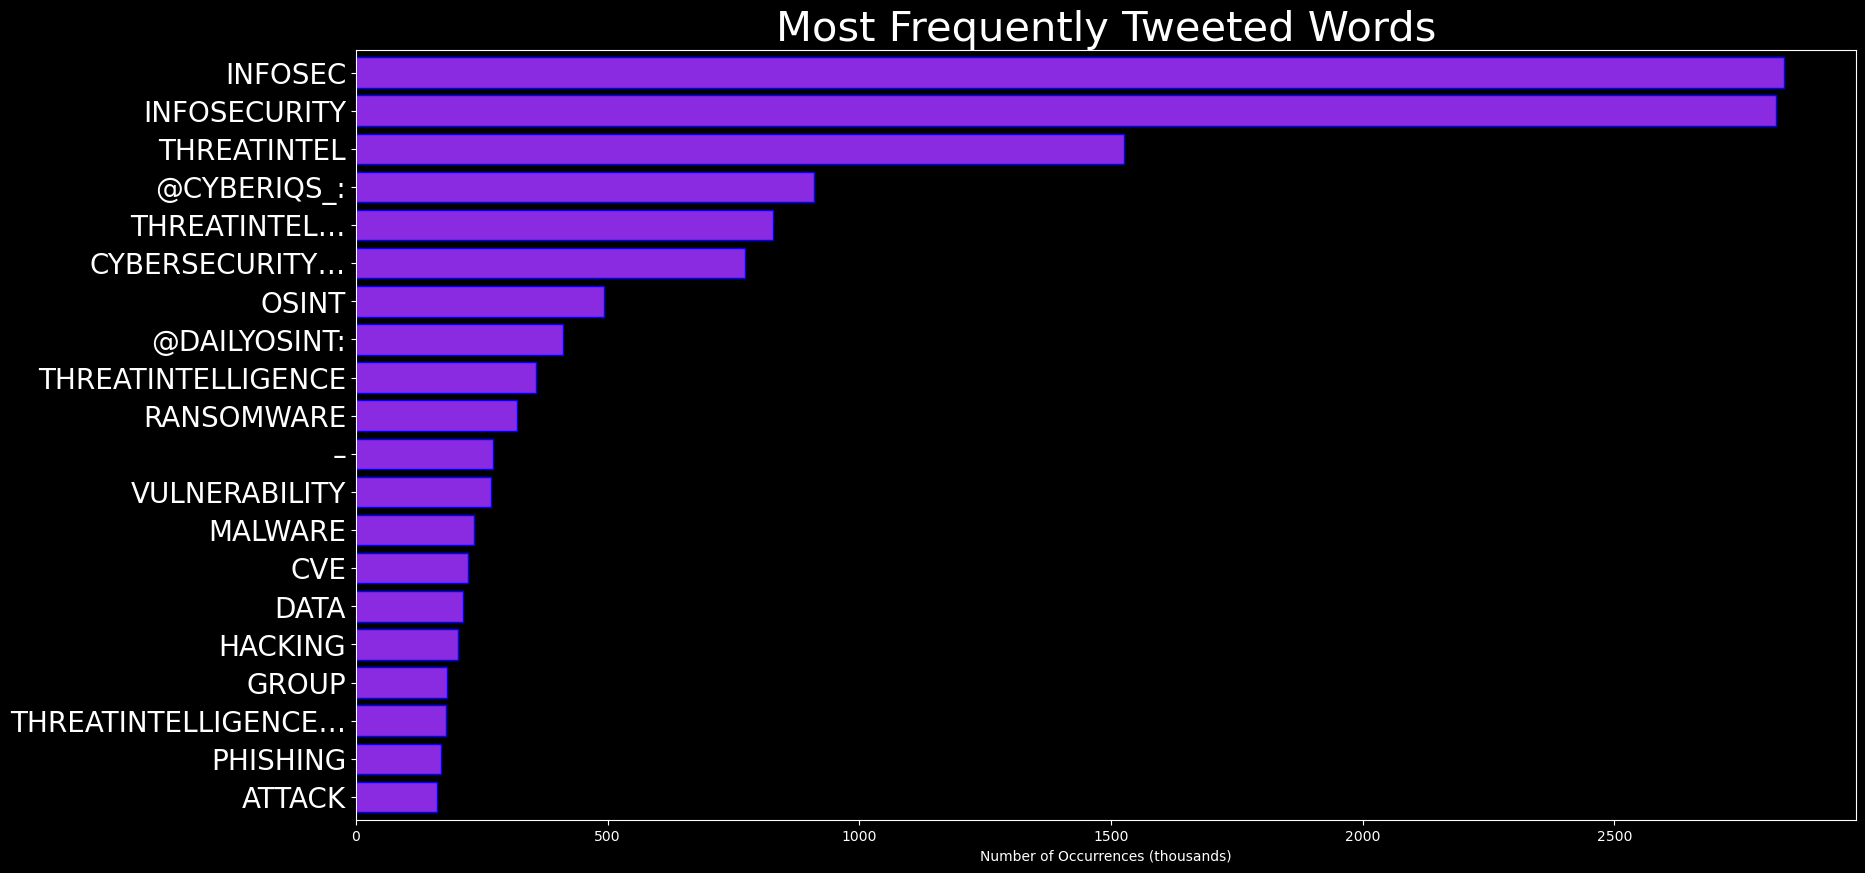 Most Frequently Tweeted Words
INFOSEC
INFOSECURITY
THREATINTEL
@CYBERIQS_:
THREATINTEL…
CYBERSECURITY…
OSINT
@DAILYOSINT:
THREATINTELLIGENCE
RANSOMWARE
–
VULNERABILITY
MALWARE
CVE
DATA
HACKING
GROUP
THREATINTELLIGENCE…
PHISHING
ATTACK
0 500 1000 1500 2000 2500
Number of Occurrences (thousands)